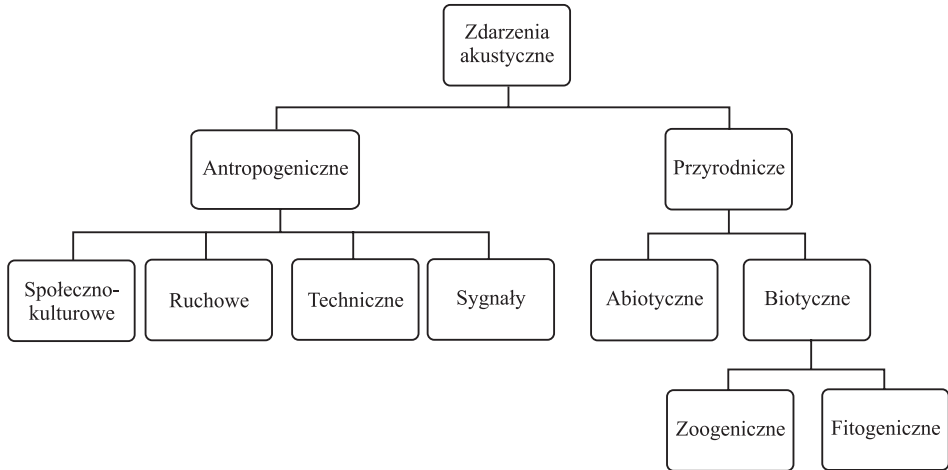 Zdarzenia
akustyczne
Antropogeniczne
Przyrodnicze
Społeczno-
kulturowe
Ruchowe
Techniczne
Sygnały
Abiotyczne
Biotyczne
Zoogeniczne
Fitogeniczne